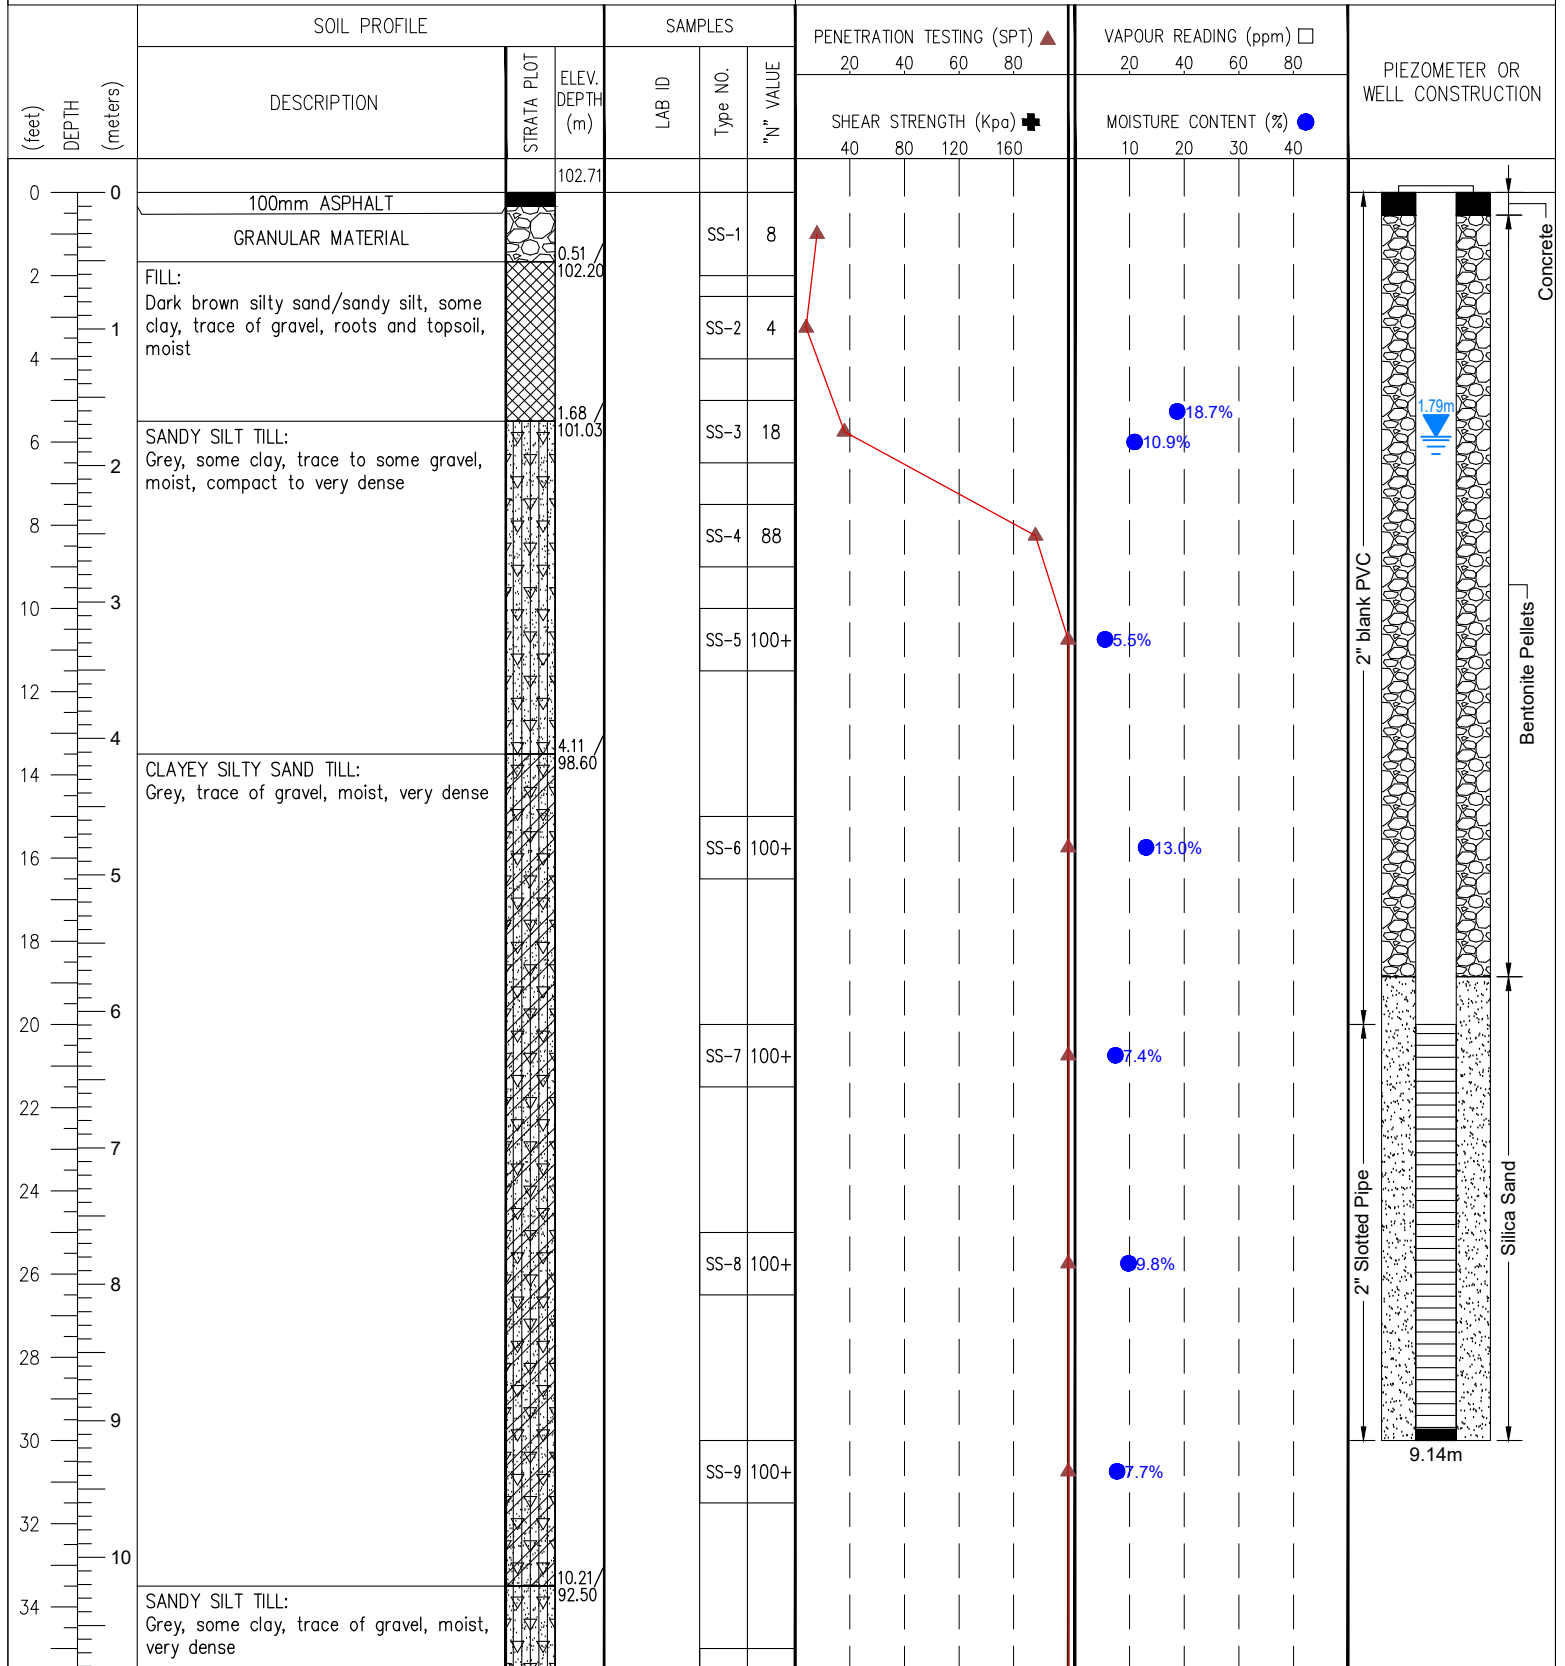 SOIL PROFILE
SAMPLES
PENETRATION TESTING (SPT)
20 40 60 80
SHEAR STRENGTH (Kpa)
40 80 120 160
VAPOUR READING (ppm)
20 40 60 80
MOISTURE CONTENT (%)
10 20 30 40
PIEZOMETER OR
WELL CONSTRUCTION
(feet)
DEPTH
(meters)
DESCRIPTION
STRATA PLOT
ELEV.
DEPTH
(m)
LAB ID
Type NO.
"N" VALUE
102.71
0 0
100mm ASPHALT
GRANULAR MATERIAL
SS-1 8
0.51
102.20
2
FILL:
Dark brown silty sand/sandy silt, some
clay, trace of gravel, roots and topsoil,
moist
1
SS-2 4
4
1.68
101.03
18.7%
1.79m
SANDY SILT TILL:
Grey, some clay, trace to some gravel,
moist, compact to very dense
SS-3 18
10.9%
6
2
8
SS-4 88
10
3
SS-5 100+
5.5%
12
4
4.11
98.60
CLAYEY SILTY SAND TILL:
Grey, trace of gravel, moist, very dense
14
SS-6 100+
13.0%
16
5
18
6
20
SS-7 100+
7.4%
22
7
24
SS-8 100+
9.8%
26
8
28
9
30
9.14m
SS-9 100+
7.7%
32
10
10.21
92.50
SANDY SILT TILL:
Grey, some clay, trace of gravel, moist,
very dense
34
2" blank PVC
2" Slotted Pipe
Concrete
Bentonite Pellets
Silica Sand